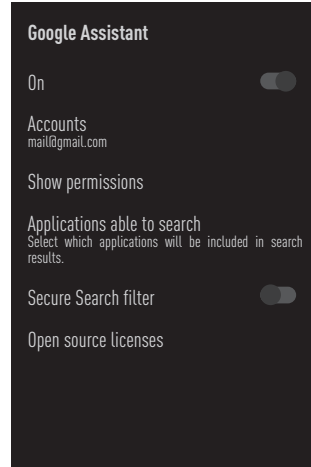 Google Assistant
On
Accounts
mail@gmail.com
Show permissions
Applications able to search
Select which applications will be included in search
results.
Secure Search filter
Open source licenses